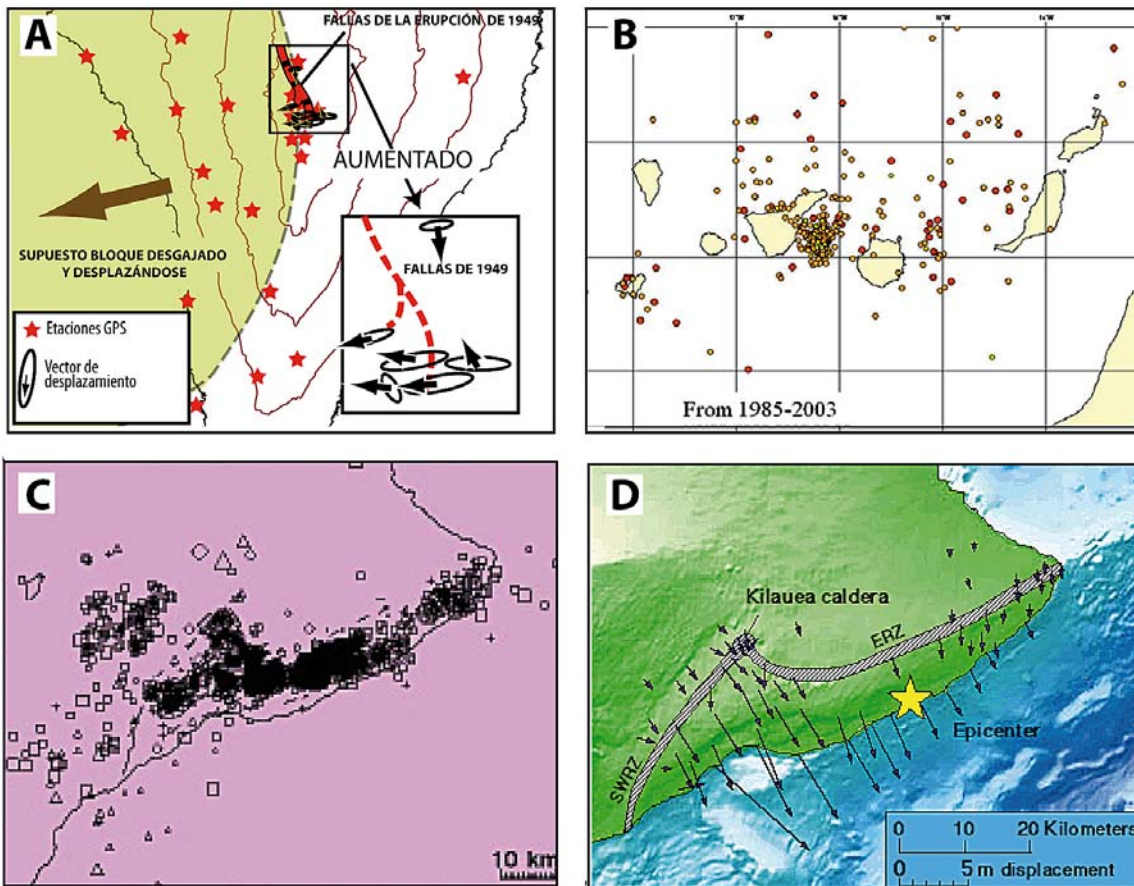 A
FALLAS DE LA ERUPCIÓN DE 1949
AUMENTADO
SUPUESTO BLOQUE DESGAJADO
Y DESPLAZÁNDOSE
FALLAS DE 1949
Etaciones GPS
Vector de
desplazamiento
B
From 1985-2003
C
10 km
D
Kilauea caldera
ERZ
SWRZ
Epicenter
0 10 20 Kilometers
0 5 m displacement